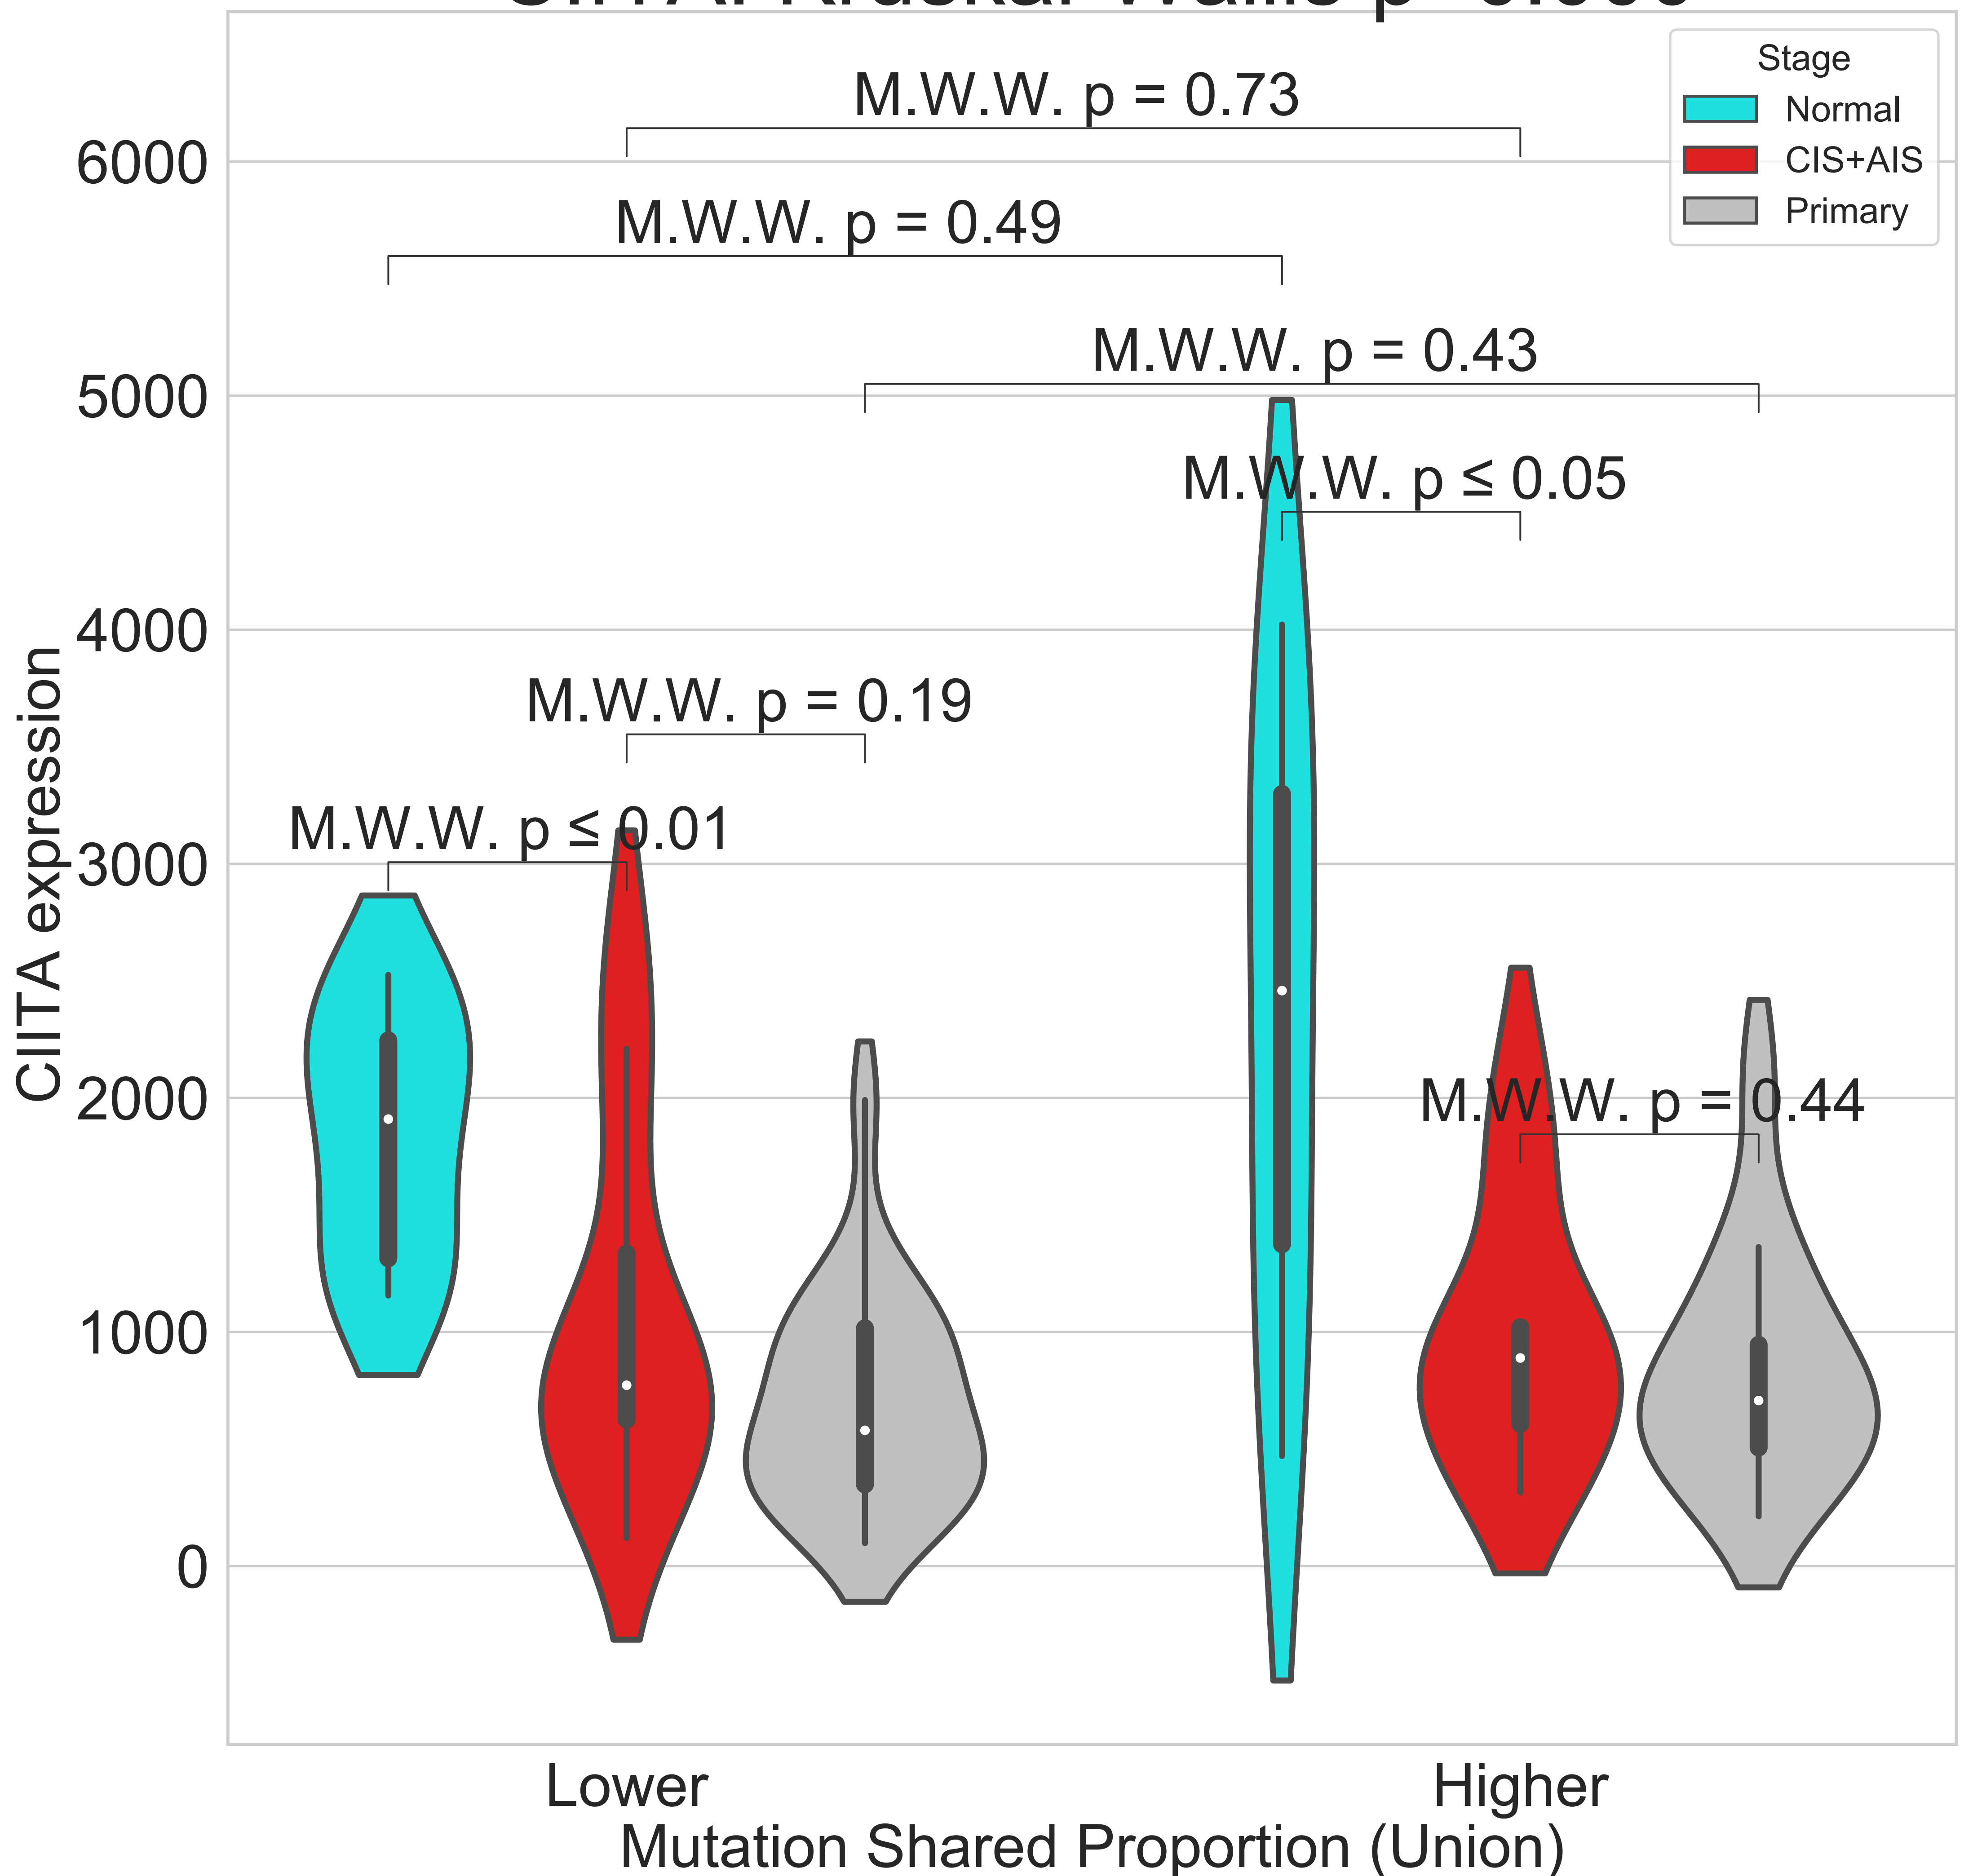 Stage
Normal
CIS+AIS
Primary
M.W.W. p = 0.73
M.W.W. p = 0.49
M.W.W. p = 0.43
M.W.W. p ≤ 0.05
M.W.W. p = 0.19
M.W.W. p ≤ 0.01
M.W.W. p = 0.44
6000
5000
4000
3000
2000
1000
0
CIITA expression
Lower
Higher
Mutation Shared Proportion (Union)